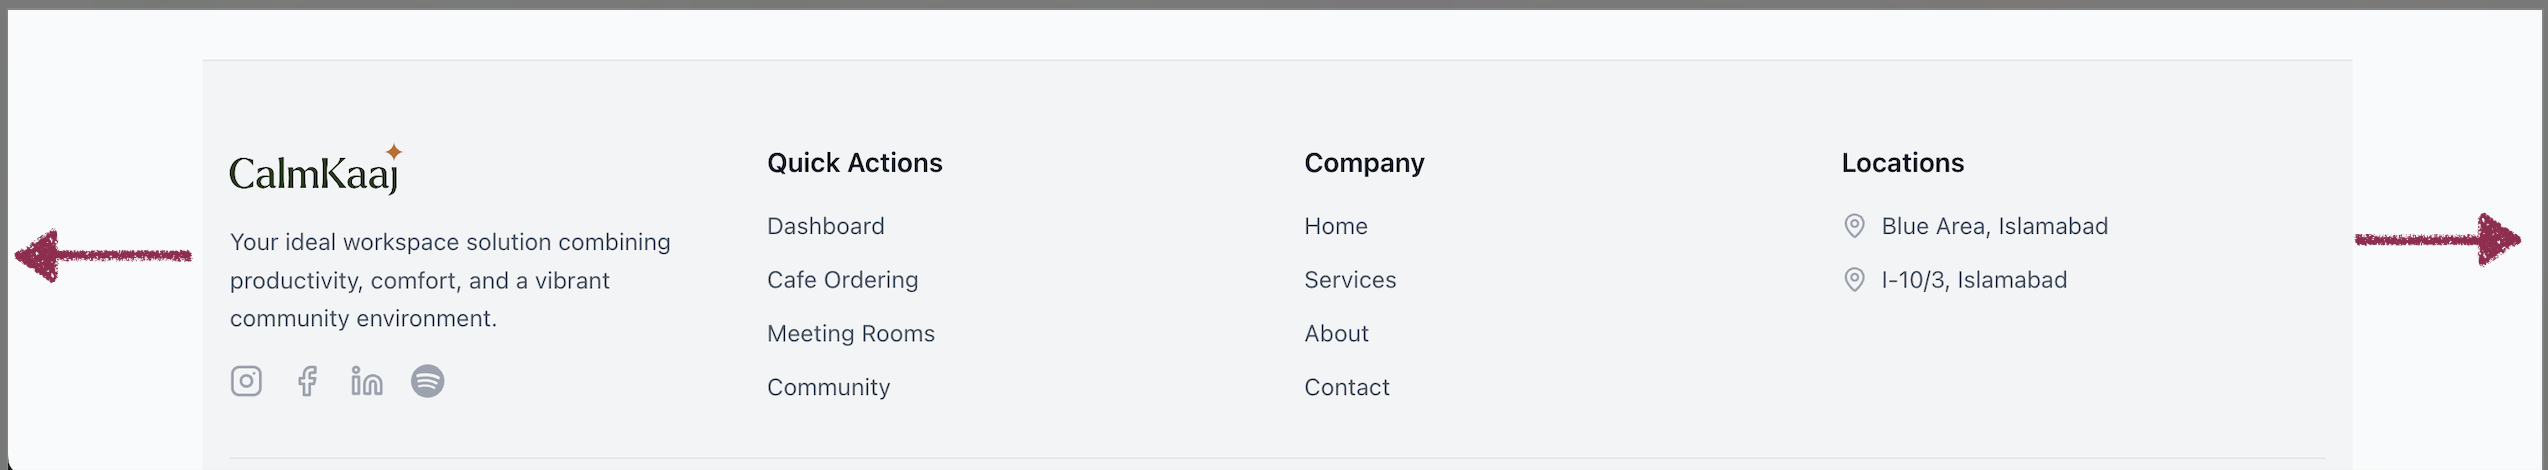 CalmKaaj
Your ideal workspace solution combining
productivity, comfort, and a vibrant
community environment.
Quick Actions
Dashboard
Cafe Ordering
Meeting Rooms
Community
Company
Home
Services
About
Contact
Locations
Blue Area, Islamabad
I-10/3, Islamabad